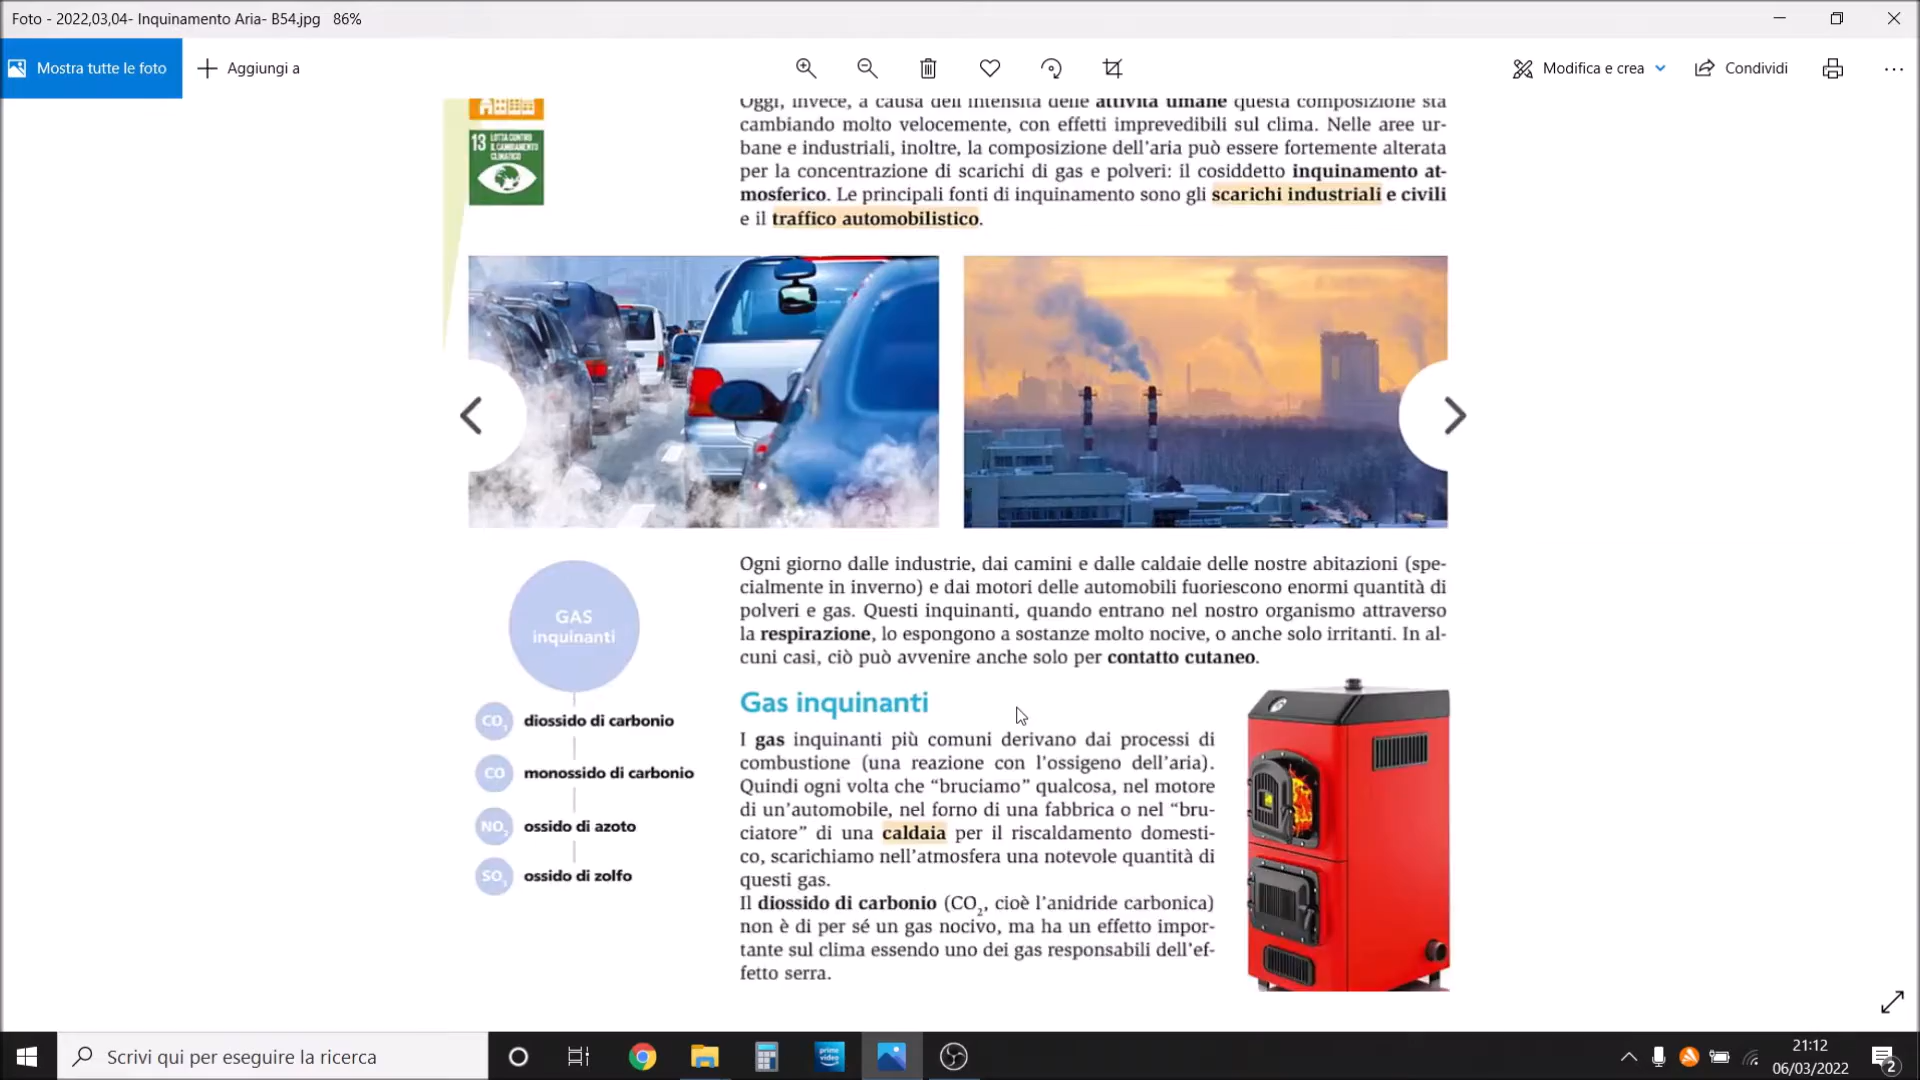 Foto - 2022,03,04- Inquinamento Aria- B54.jpg 86%
Mostra tutte le foto
Aggiungi a
Modifica e crea
Condividi
13 LOTTA CONTRO
IL CAMBIAMENTO
CLIMATICO
Oggi, invece, a causa dell'intensità delle attività umane questa composizione sta
cambiando molto velocemente, con effetti imprevedibili sul clima. Nelle aree ur-
bane e industriali, inoltre, la composizione dell'aria può essere fortemente alterata
per la concentrazione di scarichi di gas e polveri: il cosiddetto inquinamento at-
mosferico. Le principali fonti di inquinamento sono gli scarichi industriali e civili
e il traffico automobilistico.
Ogni giorno dalle industrie, dai camini e dalle caldaie delle nostre abitazioni (spe-
cialmente in inverno) e dai motori delle automobili fuoriescono enormi quantità di
polveri e gas. Questi inquinanti, quando entrano nel nostro organismo attraverso
la respirazione, lo espongono a sostanze molto nocive, o anche solo irritanti. In al-
cuni casi, ciò può avvenire anche solo per contatto cutaneo.
GAS
inquinanti
CO₂ diossido di carbonio
CO monossido di carbonio
NO₂ ossido di azoto
SO₂ ossido di zolfo
Gas inquinanti
I gas inquinanti più comuni derivano dai processi di
combustione (una reazione con l'ossigeno dell'aria).
Quindi ogni volta che “bruciamo” qualcosa, nel motore
di un'automobile, nel forno di una fabbrica o nel “bru-
ciatore” di una caldaia per il riscaldamento domesti-
co, scarichiamo nell'atmosfera una notevole quantità di
questi gas.
Il diossido di carbonio (CO₂, cioè l'anidride carbonica)
non è di per sé un gas nocivo, ma ha un effetto impor-
tante sul clima essendo uno dei gas responsabili dell'ef-
fetto serra.
Scrivi qui per eseguire la ricerca
prime
video
21:12
06/03/2022
2